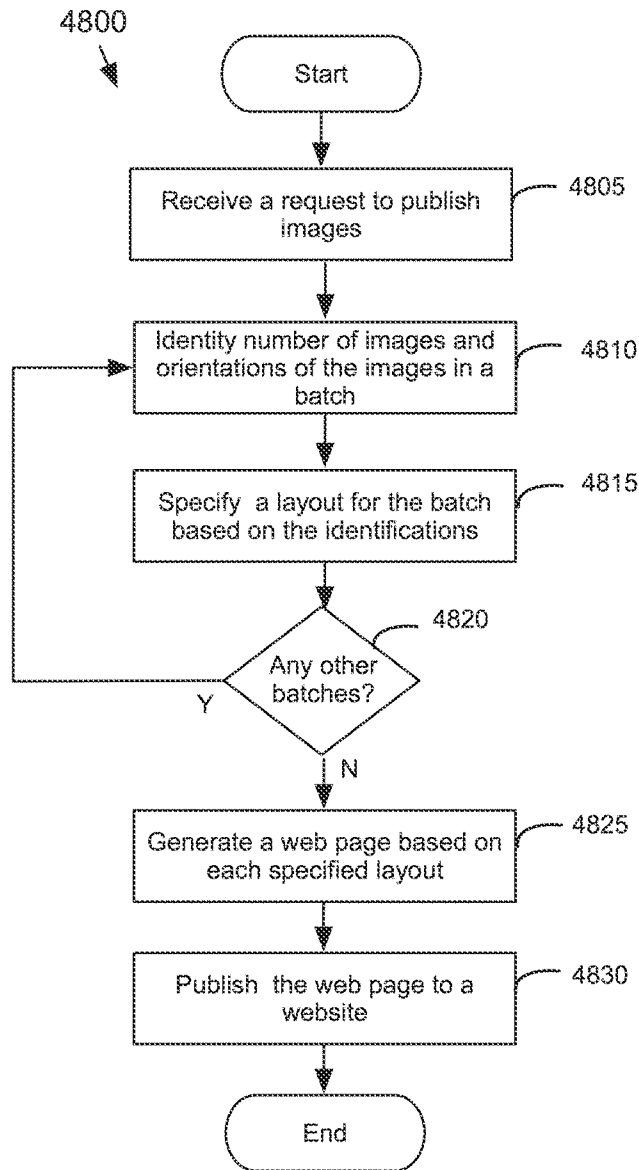 4800
Start
Receive a request to publish
images
4805
Identity number of images and
orientations of the images in a
batch
4810
Specify a layout for the batch
based on the identifications
4815
4820
Any other
batches?
Y
N
Generate a web page based on
each specified layout
4825
Publish the web page to a
website
4830
End